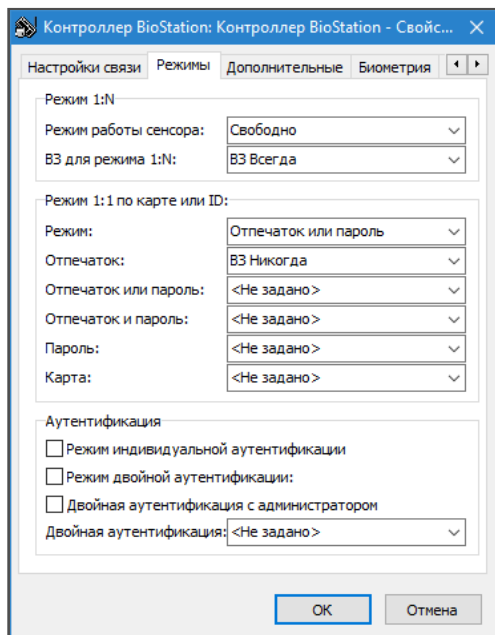 Контроллер BioStation: Контроллер BioStation - Свойс...
Настройки связи Режимы Дополнительные Биометрия
Режим 1:N
Режим работы сенсора: Свободно
ВЗ для режима 1:N: ВЗ Всегда
Режим 1:1 по карте или ID:
Режим: Отпечаток или пароль
Отпечаток: ВЗ Никогда
Отпечаток или пароль: <Не задано>
Отпечаток и пароль: <Не задано>
Пароль: <Не задано>
Карта: <Не задано>
Аутентификация
Режим индивидуальной аутентификации
Режим двойной аутентификации:
Двойная аутентификация с администратором
Двойная аутентификация: <Не задано>
ОК Отмена